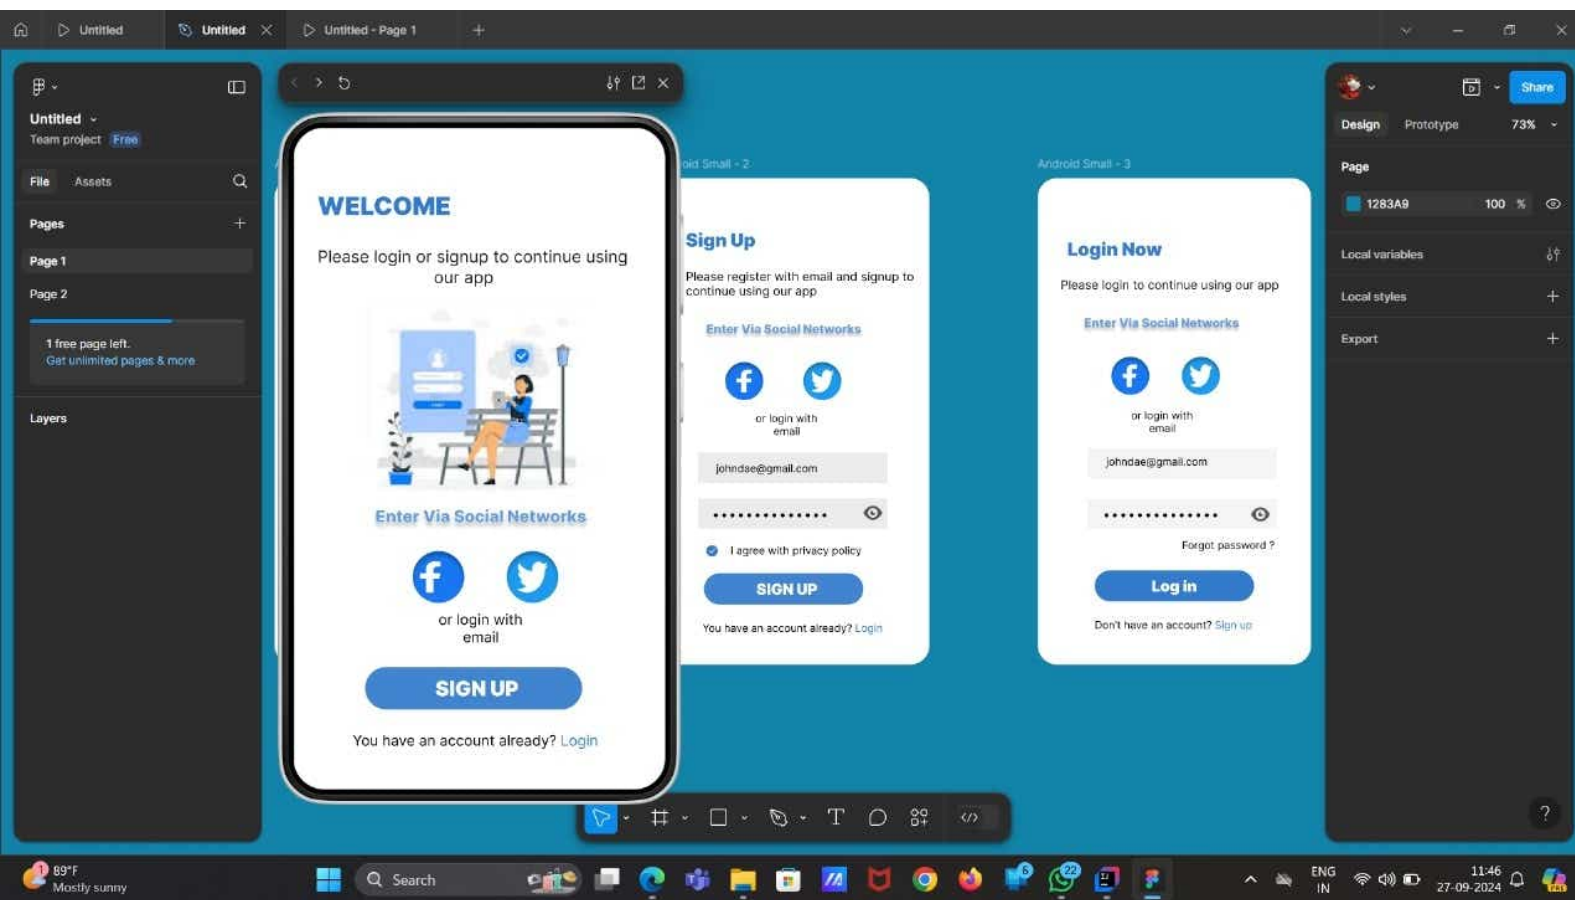 Untitled
Untitled
Untitled - Page 1
Untitled
Team project Free
File Assets
Pages
Page 1
Page 2
1 free page left.
Get unlimited pages & more
Layers
WELCOME
Please login or signup to continue using
our app
Enter Via Social Networks
or login with
email
SIGN UP
You have an account already? Login
Small - 2
Sign Up
Please register with email and signup to
continue using our app
Enter Via Social Networks
or login with
email
johndae@gmail.com
I agree with privacy policy
SIGN UP
You have an account already? Login
Android Small - 3
Login Now
Please login to continue using our app
Enter Via Social Networks
or login with
email
johndae@gmail.com
Forgot password ?
Log in
Don't have an account? Sign up
Share
Design Prototype 73%
Page
1283A9 100 %
Local variables
Local styles
Export
?
1
89°F
Mostly sunny
Search
6
22
ENG
IN
11:46
27-09-2024